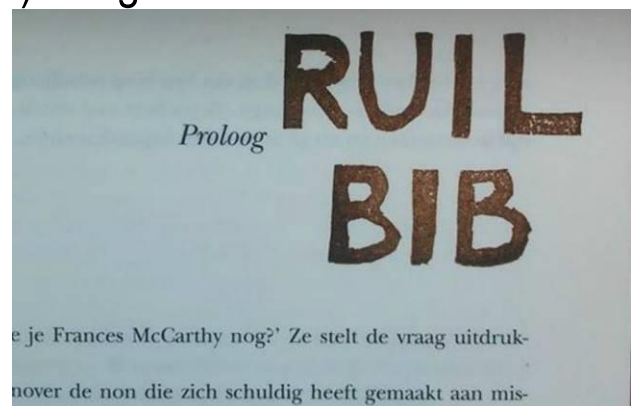 RUIL
Proloog
BIB
e je Frances McCarthy nog?’ Ze stelt de vraag uitdruk-
nover de non die zich schuldig heeft gemaakt aan mis-